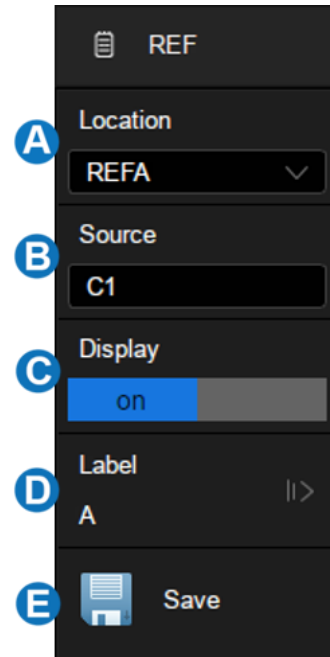 REF
A
Location
REFA
B
Source
C1
C
Display
on
D
Label
A
E
Save